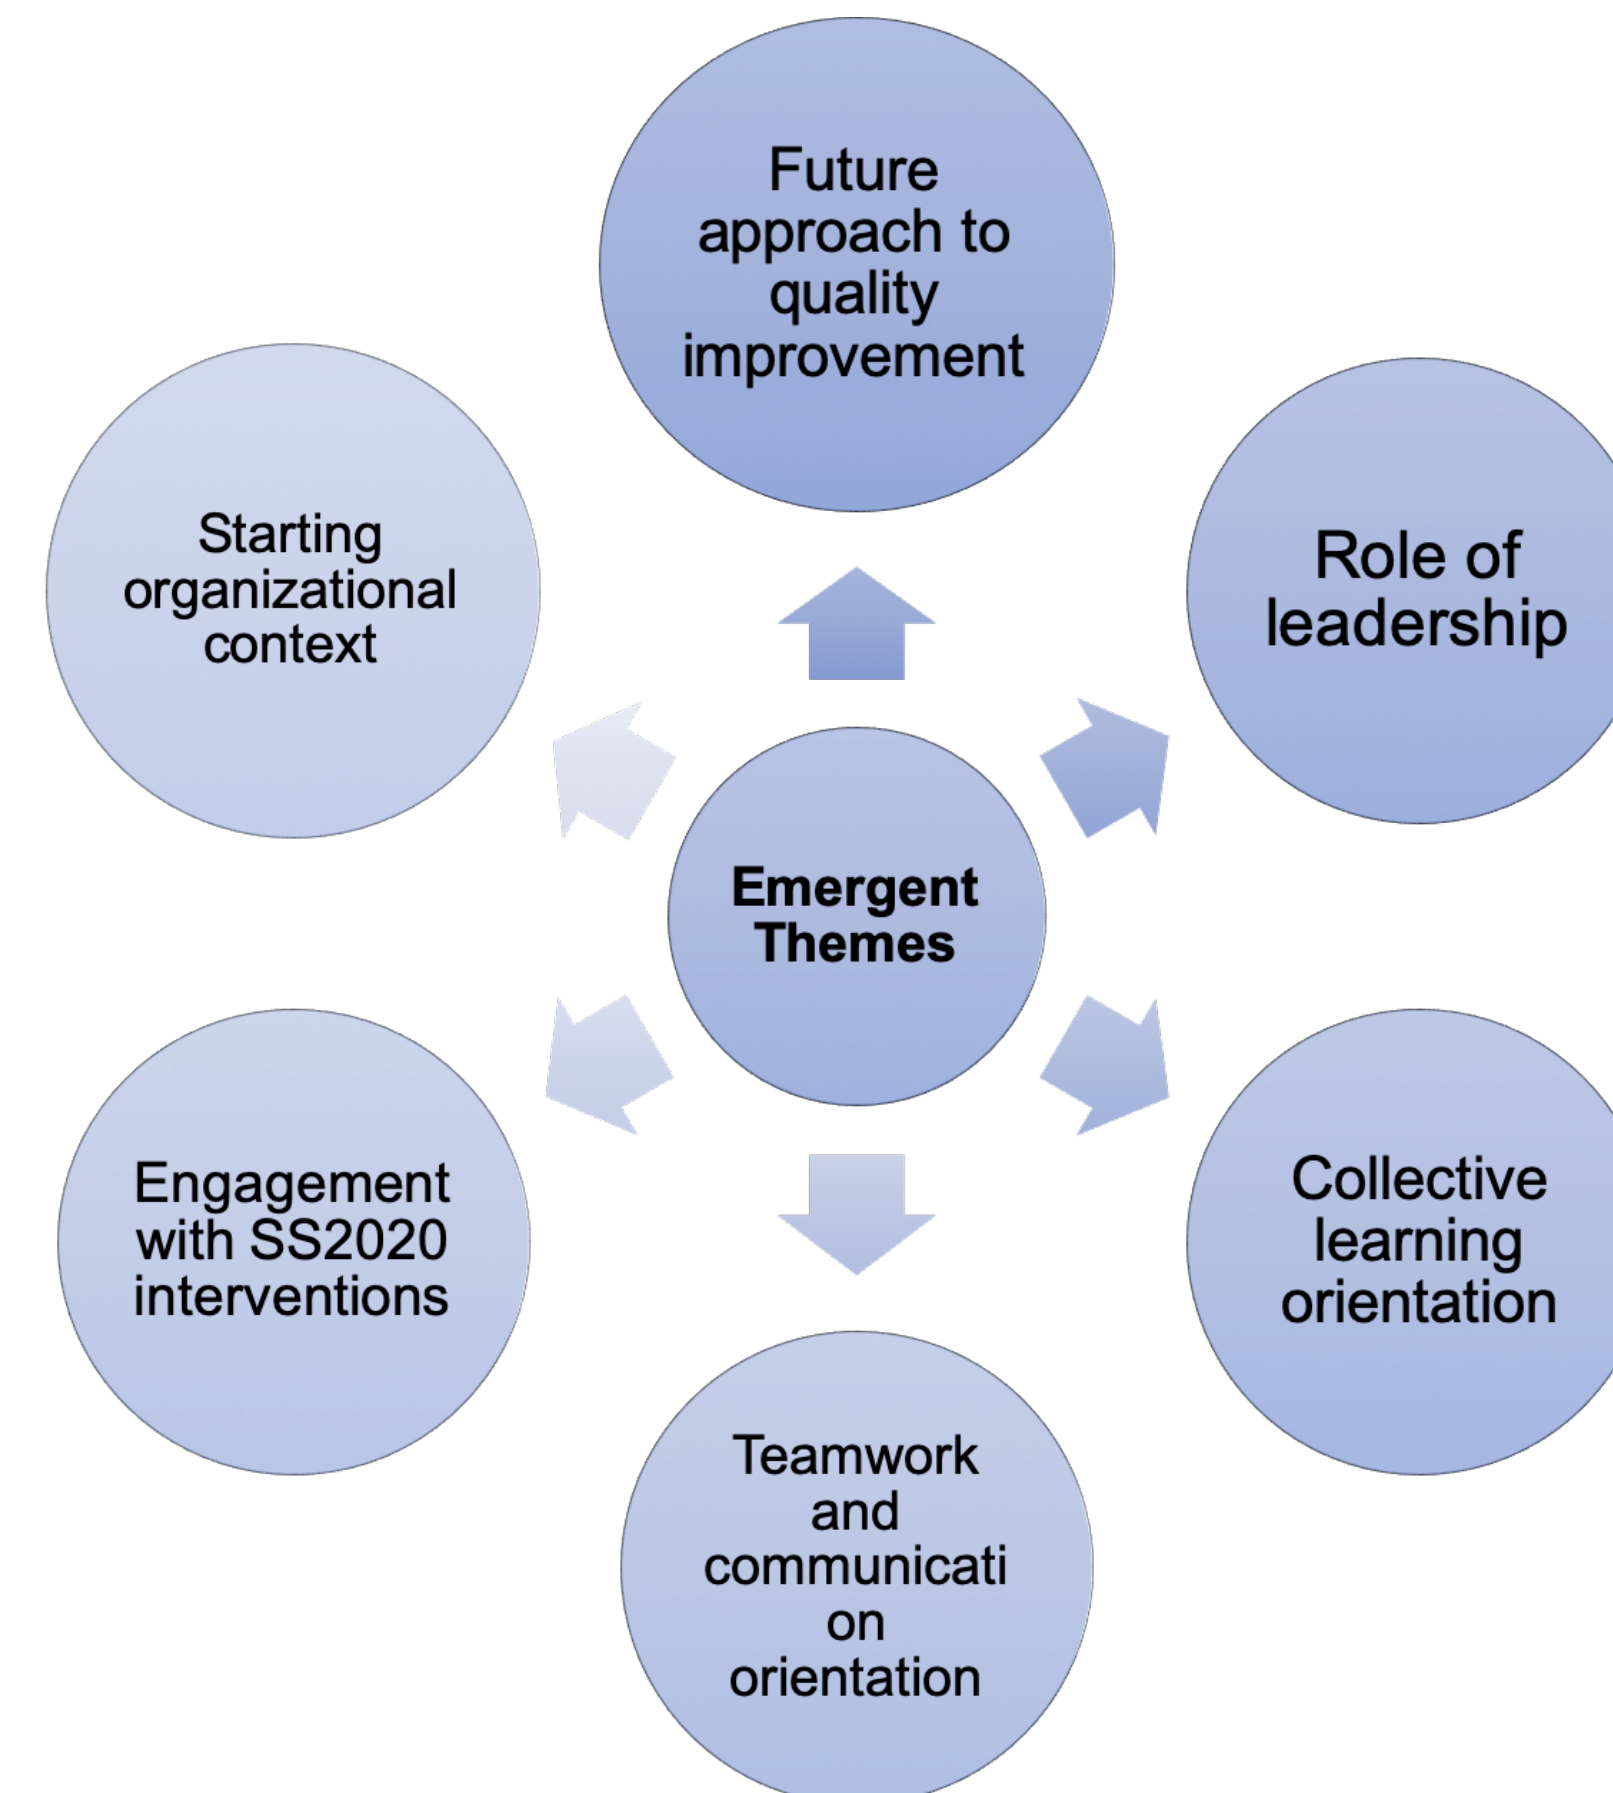 Future
approach to
quality
improvement
Starting
organizational
context
Role of
leadership
Emergent
Themes
Engagement
with SS2020
interventions
Collective
learning
orientation
Teamwork
and
communicati
on
orientation